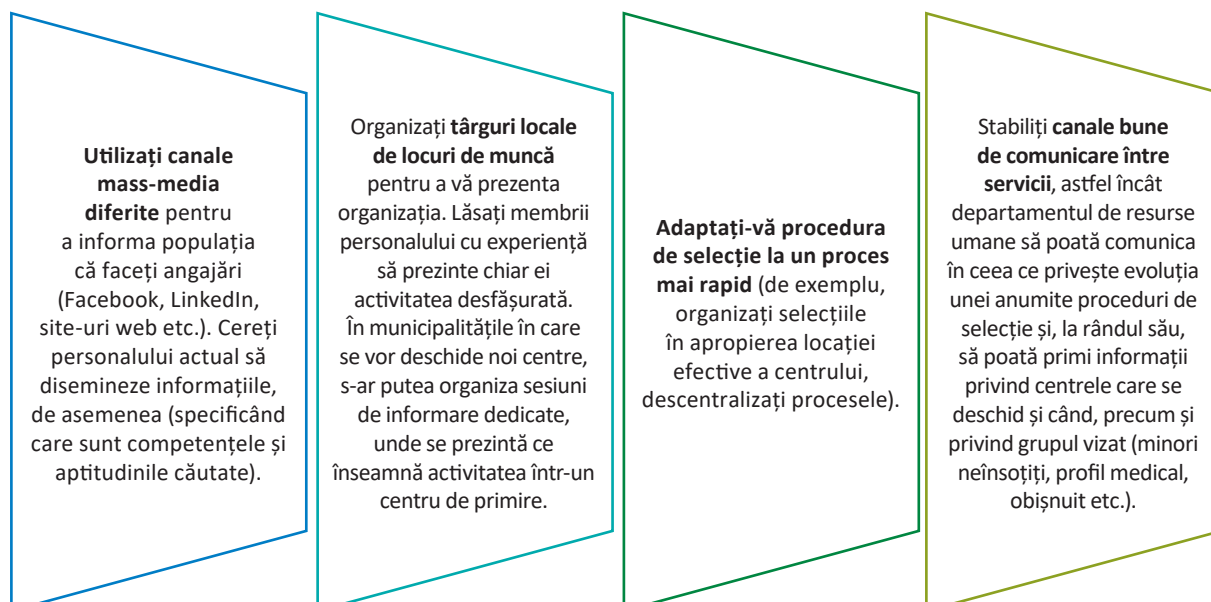 Utilizați canale
mass-media
diferite pentru
a informa populația
că faceți angajări
(Facebook, LinkedIn,
site-uri web etc.). Cereți
personalului actual să
disemineze informațiile,
de asemenea (specificând
care sunt competențele și
aptitudinile căutate).
Organizați târguri locale
de locuri de muncă
pentru a vă prezenta
organizația. Lăsați membrii
personalului cu experiență
să prezinte chiar ei
activitatea desfășurată.
În municipalitățile în care
se vor deschide noi centre,
s-ar putea organiza sesiuni
de informare dedicate,
unde se prezintă ce
înseamnă activitatea într-un
centru de primire.
Adaptați-vă procedura
de selecție la un proces
mai rapid (de exemplu,
organizați selecțiile
în apropierea locației
efective a centrului,
descentralizați procesele).
Stabiliți canale bune
de comunicare între
servicii, astfel încât
departamentul de resurse
umane să poată comunica
în ceea ce privește evoluția
unei anumite proceduri de
selecție și, la rândul său,
să poată primi informații
privind centrele care se
deschid și când, precum și
privind grupul vizat (minori
neînsoțiți, profil medical,
obișnuit etc.).